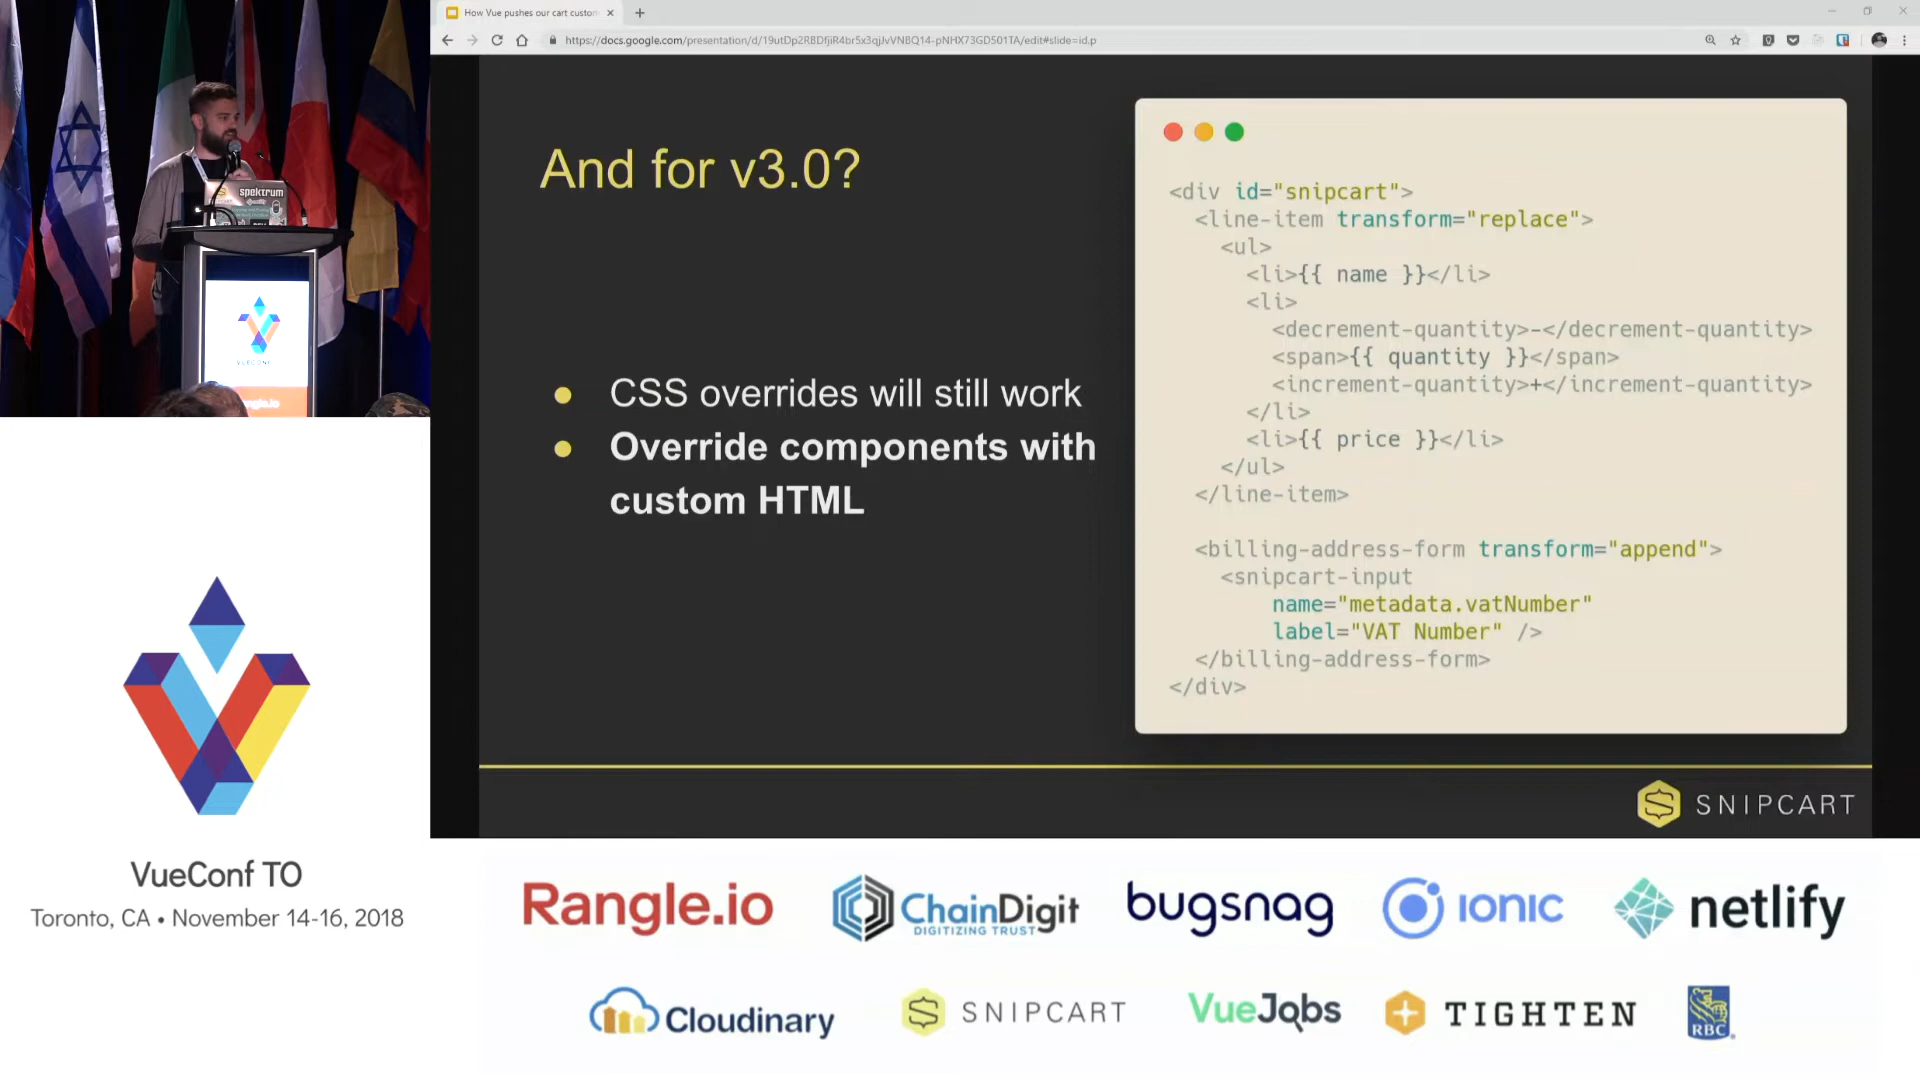 How Vue pushes our cart custom
https://docs.google.com/presentation/d/19utDp2RBDfjiR4br5x3qjJvVNBQ14-pNHX73GD501TA/edit#slide=id.p
spektrum
VUECONF
ngle.io
And for v3.0?
● CSS overrides will still work
● Override components with
custom HTML
<div id="snipcart">
<line-item transform="replace">
<ul>
<li>{{ name }}</li>
<li>
<decrement-quantity>-</decrement-quantity>
<span>{{ quantity }}</span>
<increment-quantity>+</increment-quantity>
</li>
<li>{{ price }}</li>
</ul>
</line-item>
<billing-address-form transform="append">
<snipcart-input
name="metadata.vatNumber"
label="VAT Number" />
</billing-address-form>
</div>
SNIPCART
VueConf TO
Toronto, CA • November 14-16, 2018
Rangle.io
ChainDigit
DIGITIZING TRUST
bugsnag
ionic
netlify
Cloudinary
SNIPCART
VueJobs
TIGHTEN
RBC